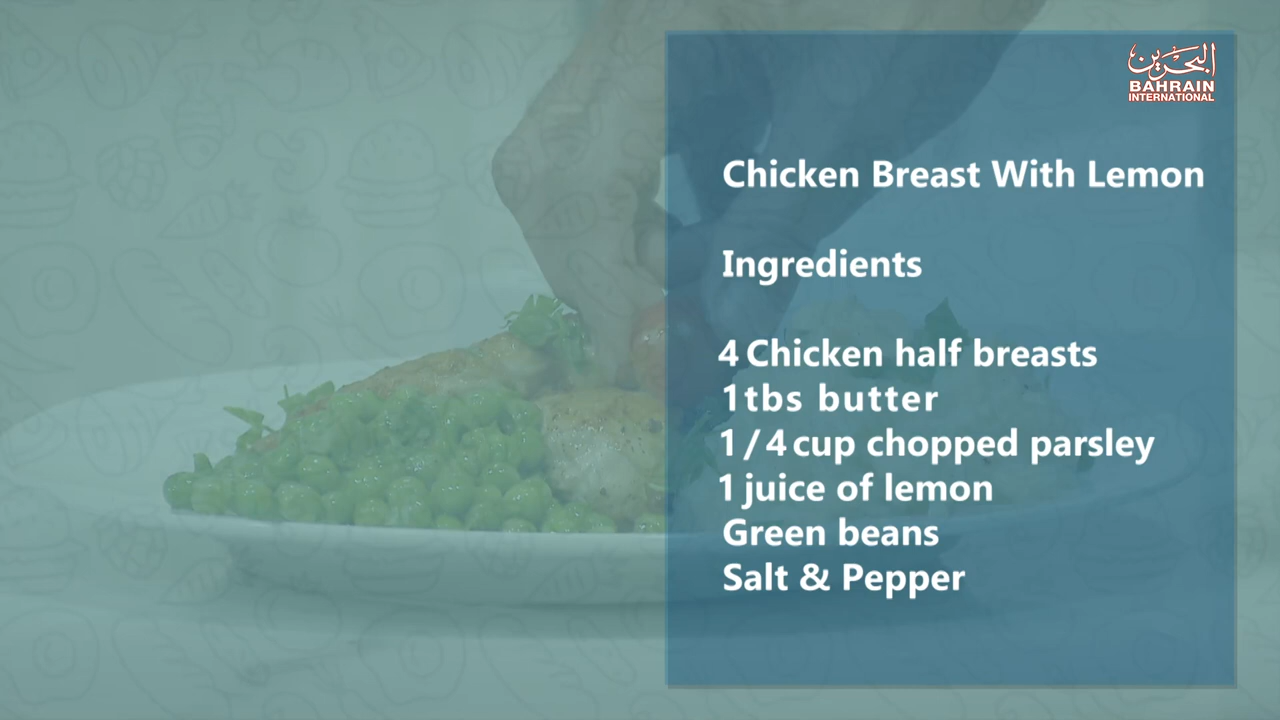 البحرين
BAHRAIN
INTERNATIONAL
Chicken Breast With Lemon
Ingredients
4 Chicken half breasts
1tbs butter
1/4 cup chopped parsley
1 juice of lemon
Green beans
Salt & Pepper